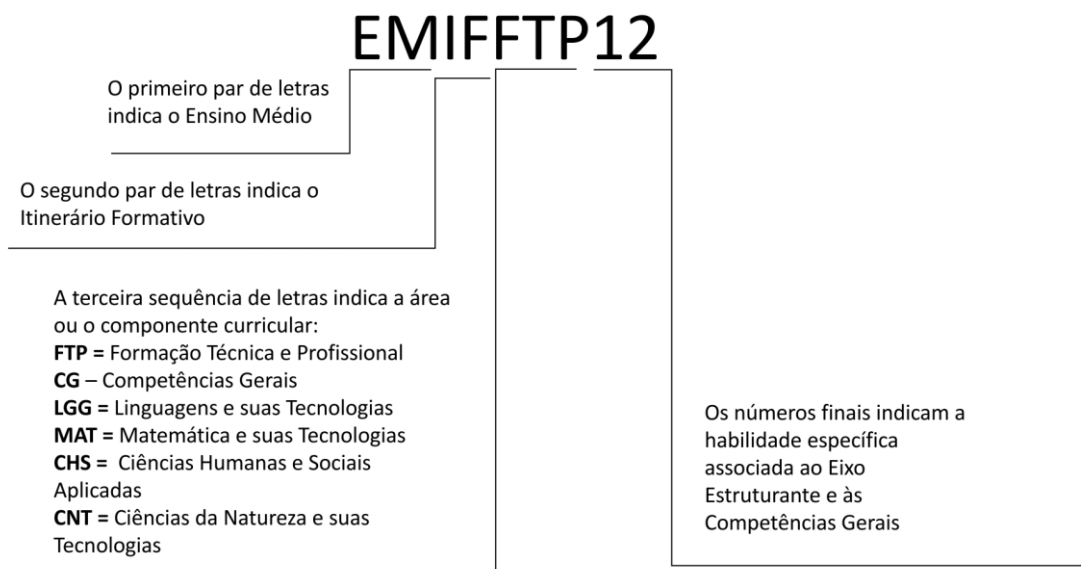 EMIFFTP12
O primeiro par de letras
indica o Ensino Médio
O segundo par de letras indica o
Itinerário Formativo
A terceira sequência de letras indica a área
ou o componente curricular:
FTP = Formação Técnica e Profissional
CG – Competências Gerais
LGG = Linguagens e suas Tecnologias
MAT = Matemática e suas Tecnologias
CHS = Ciências Humanas e Sociais
Aplicadas
CNT = Ciências da Natureza e suas
Tecnologias
Os números finais indicam a
habilidade específica
associada ao Eixo
Estruturante e às
Competências Gerais